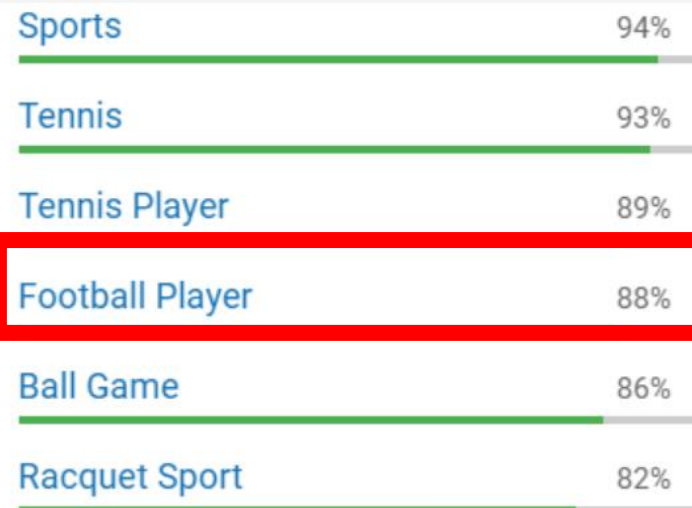 Sports 94%
Tennis 93%
Tennis Player 89%
Football Player 88%
Ball Game 86%
Racquet Sport 82%